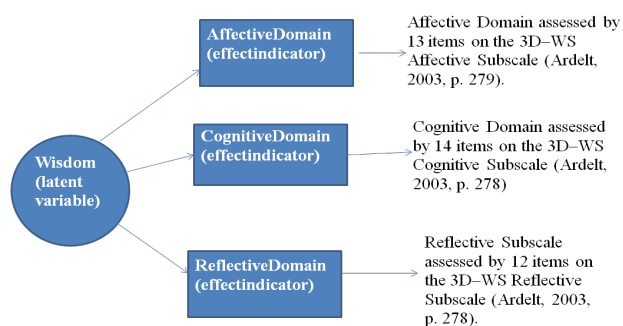 AffectiveDomain
(effectindicator)
Affective Domain assessed by
13 items on the 3D–WS
Affective Subscale (Ardelt,
2003, p. 279).
CognitiveDomain
(effectindicator)
Cognitive Domain assessed
by 14 items on the 3D–WS
Cognitive Subscale (Ardelt,
2003, p. 278)
Wisdom
(latent
variable)
ReflectiveDomain
(effectindicator)
Reflective Subscale
assessed by 12 items on
the 3D–WS Reflective
Subscale (Ardelt, 2003,
p. 278).